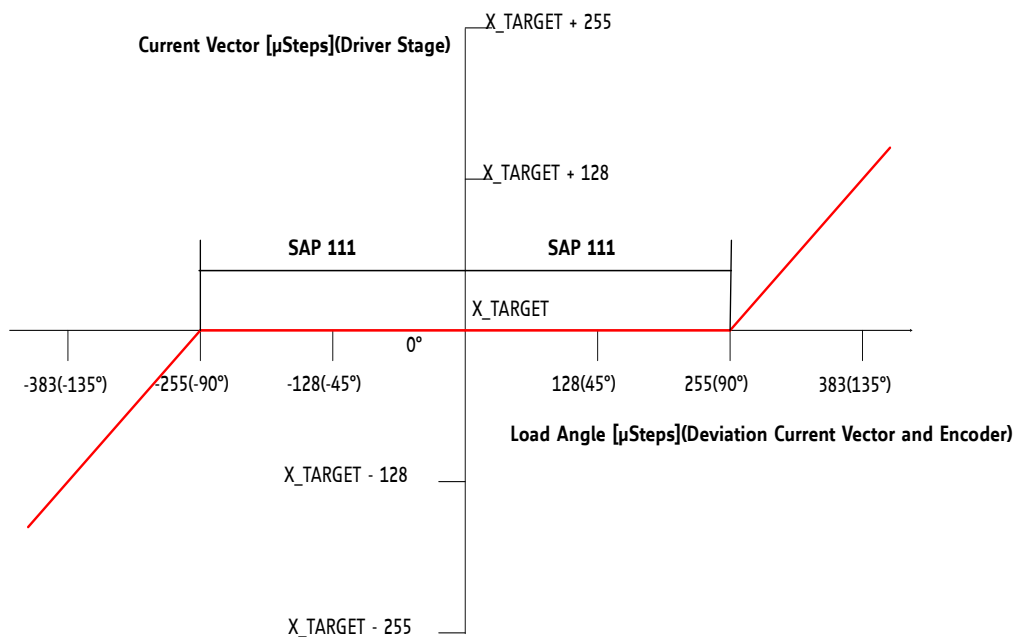 X_TARGET + 255
Current Vector [µSteps](Driver Stage)
X_TARGET + 128
SAP 111
SAP 111
X_TARGET
0°
-383(-135°)
-255(-90°)
-128(-45°)
128(45°)
255(90°)
383(135°)
Load Angle [µSteps](Deviation Current Vector and Encoder)
X_TARGET - 128
X_TARGET - 255